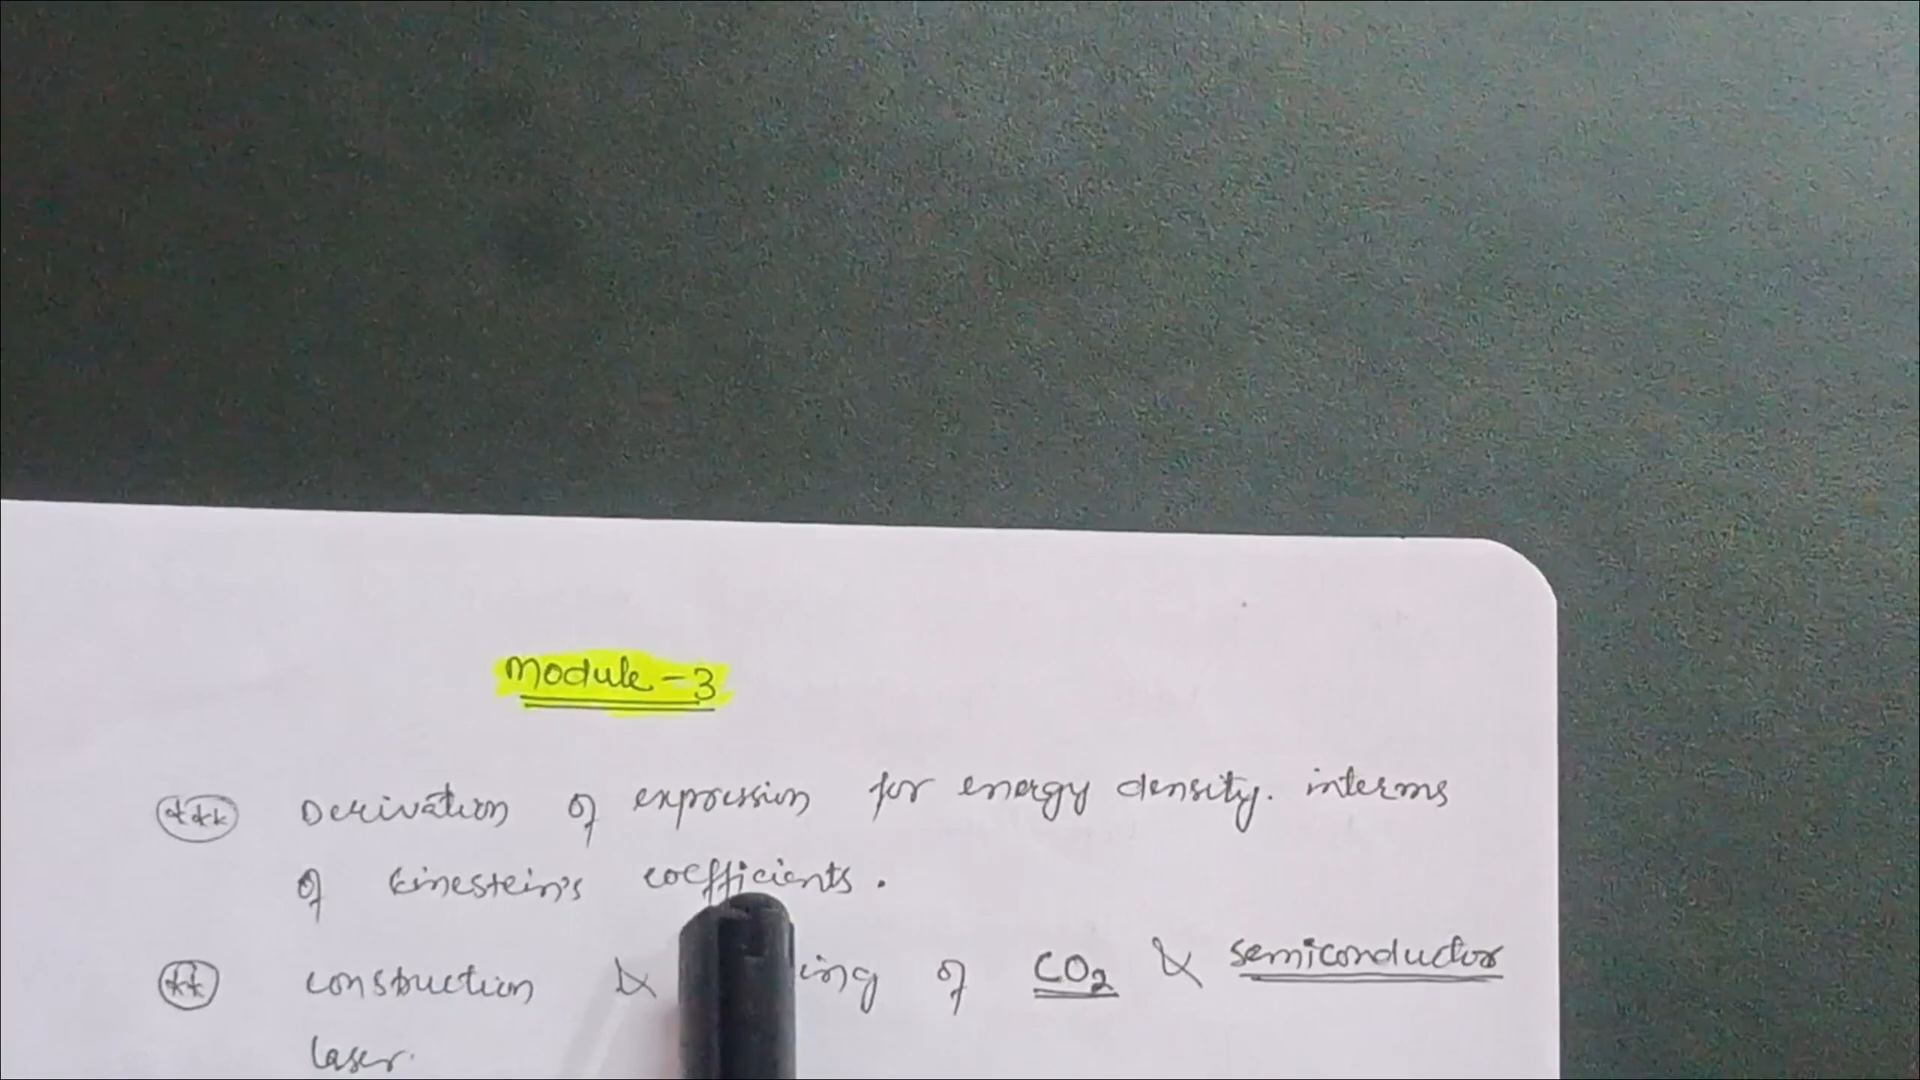 Module - 3
*** Derivation of expression for energy density. interms
of Einestein's coefficients.
** construction & ing of CO2 & semiconductor
laser.